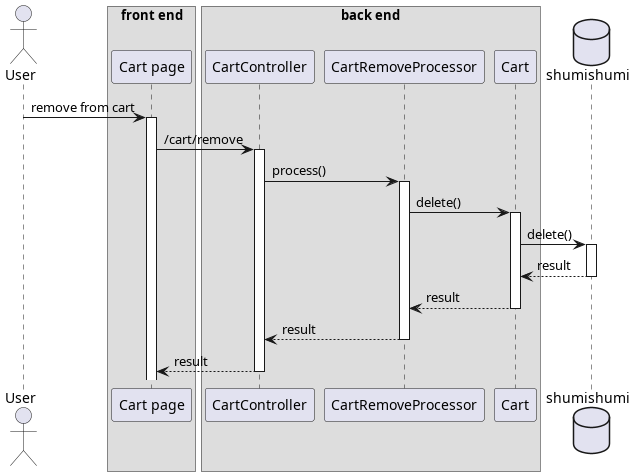 front end
back end
User
Cart page
CartController
CartRemoveProcessor
Cart
shumishumi
remove from cart
/cart/remove
process()
delete()
delete()
result
result
result
result
User
Cart page
CartController
CartRemoveProcessor
Cart
shumishumi